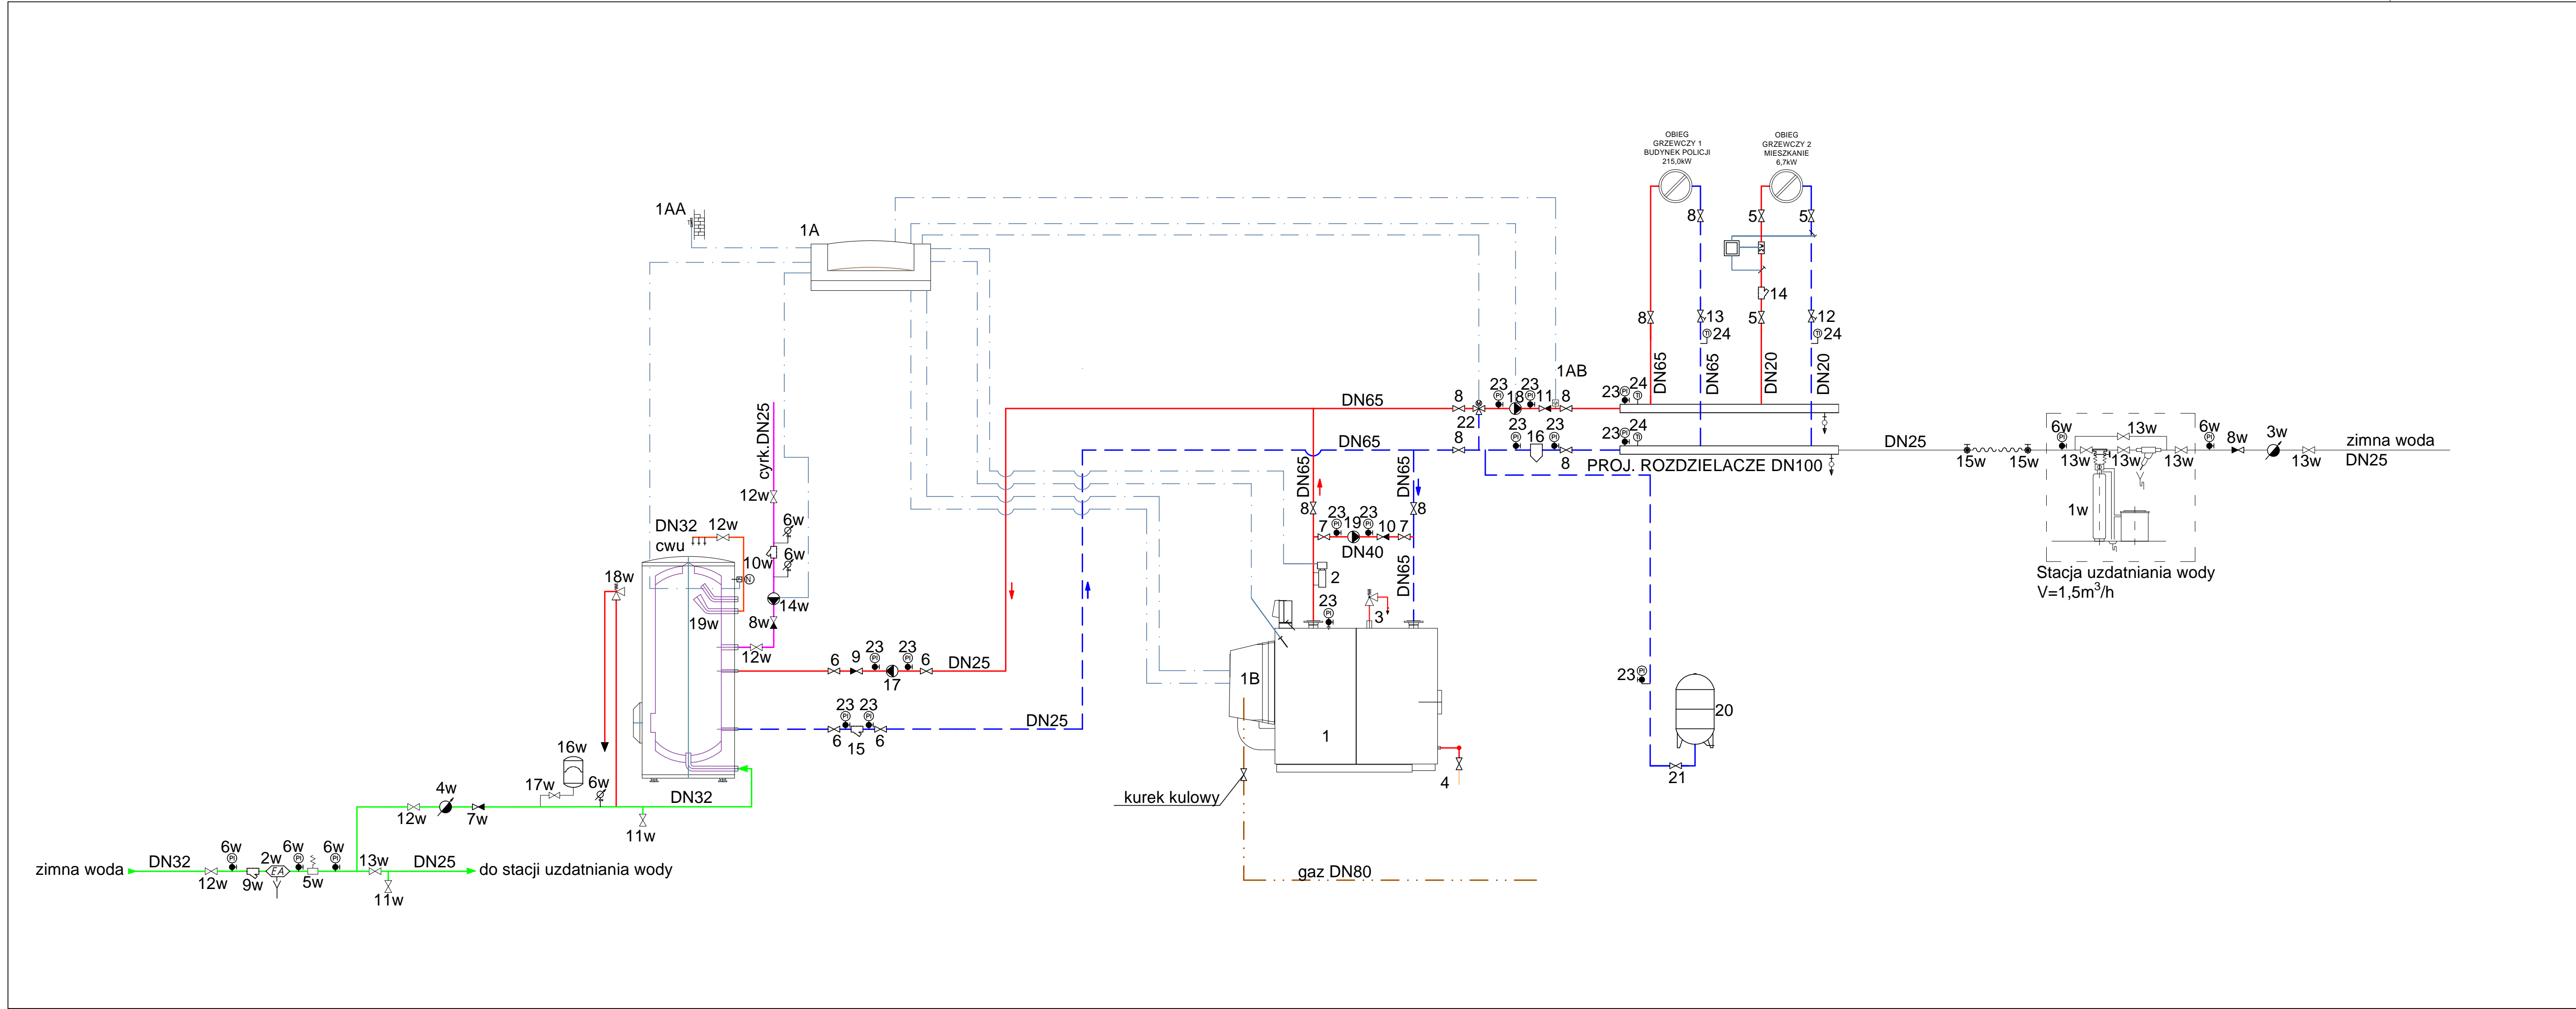 OBIEG
GRZEWCZY 1
BUDYNEK POLICJI
215,0kW
OBIEG
GRZEWCZY 2
MIESZKANIE
6,7kW
1AA
1A
8
5
5
14
8
13
5
12
24
24
DN65
DN65
DN20
DN20
1AB
DN65
8
23
18
23
11
8
23
24
22
DN65
8
23
16
23
8
23
24
PROJ. ROZDZIELACZE DN100
DN25
15w
15w
6w
13w
13w
13w
13w
1w
6w
8w
3w
13w
zimna woda
DN25
Stacja uzdatniania wody
V=1,5m³/h
cyrk.DN25
12w
6w
10w
6w
14w
8w
12w
DN32
12w
cwu
N
18w
19w
DN65
DN65
8
8
7
23
19
23
10
7
DN40
DN65
2
23
3
1B
1
4
6
9
23
23
6
DN25
17
23
23
6
15
6
DN25
23
20
21
16w
17w
6w
4w
12w
7w
DN32
11w
kurek kulowy
gaz DN80
zimna woda
DN32
12w
6w
9w
2w
EA
6w
5w
6w
13w
DN25
11w
do stacji uzdatniania wody